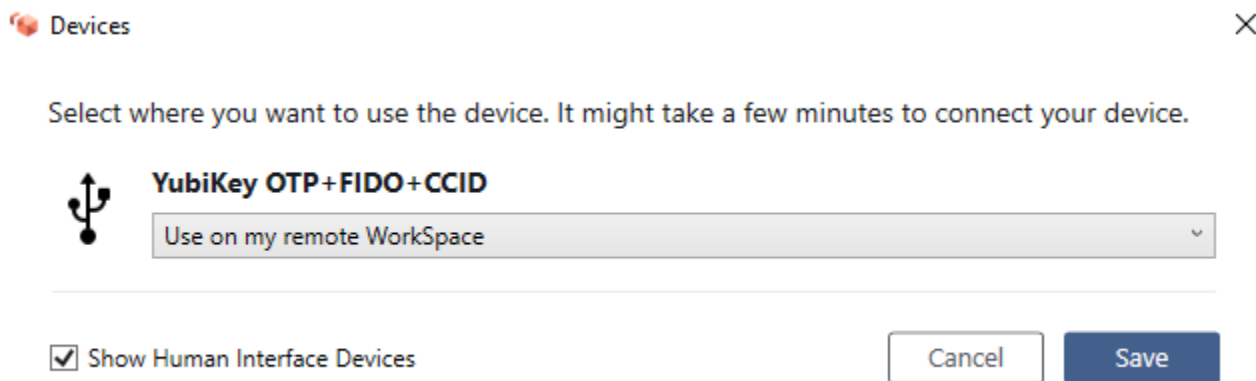 Devices
Select where you want to use the device. It might take a few minutes to connect your device.
YubiKey OTP+FIDO+CCID
Use on my remote WorkSpace
Show Human Interface Devices
Cancel
Save